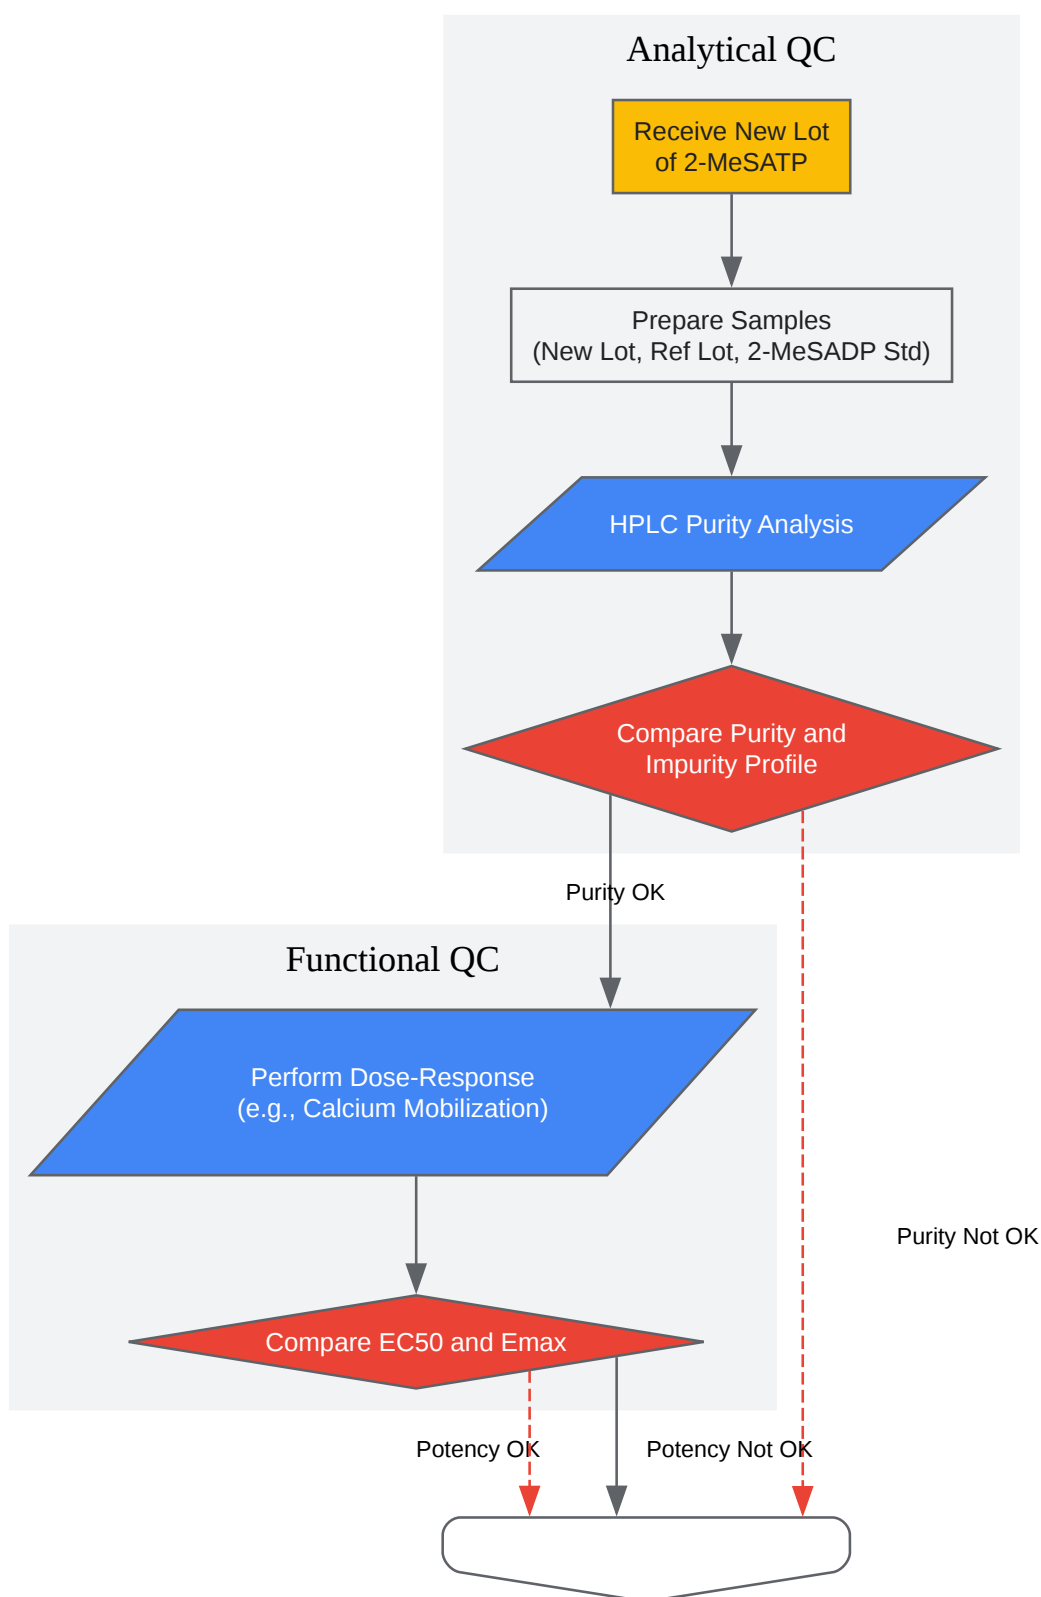 Analytical QC
Receive New Lot
of 2-MeSATP
Prepare Samples
(New Lot, Ref Lot, 2-MeSADP Std)
HPLC Purity Analysis
Compare Purity and
Impurity Profile
Purity OK
Functional QC
Perform Dose-Response
(e.g., Calcium Mobilization)
Purity Not OK
Compare EC50 and Emax
Potency OK
Potency Not OK